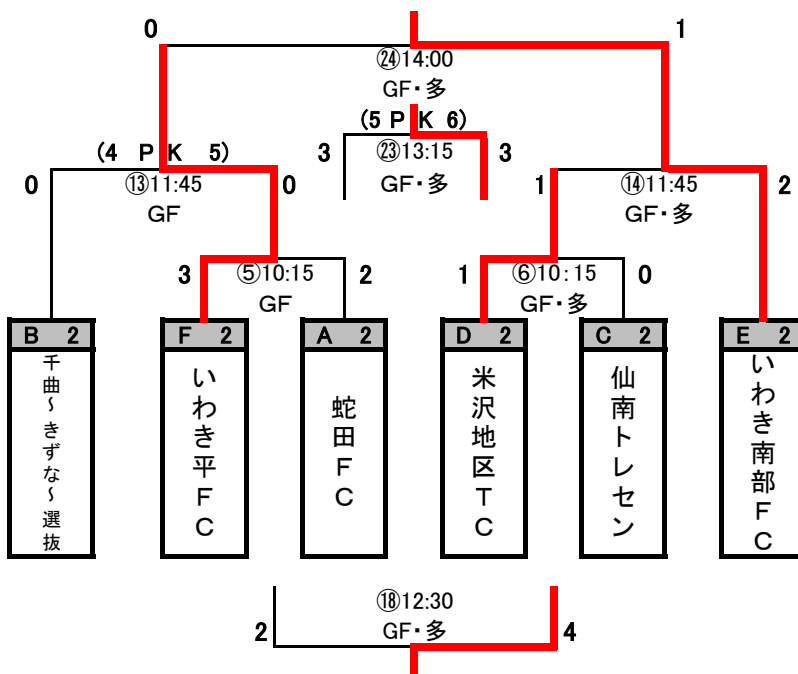 0 1
㉔14:00
GF・多
(5 P K 6)
3 ㉓13:15 3
GF・多
(4 P K 5)
0 ⑬11:45 0
GF
1 ⑭11:45 2
GF・多
3 ⑤10:15 2
GF
1 ⑥10:15 0
GF・多
B 2
千曲~きずな~選抜
F 2
いわき平FC
A 2
蛇田FC
D 2
米沢地区TC
C 2
仙南トレセン
E 2
いわき南部FC
⑱12:30
2 GF・多 4